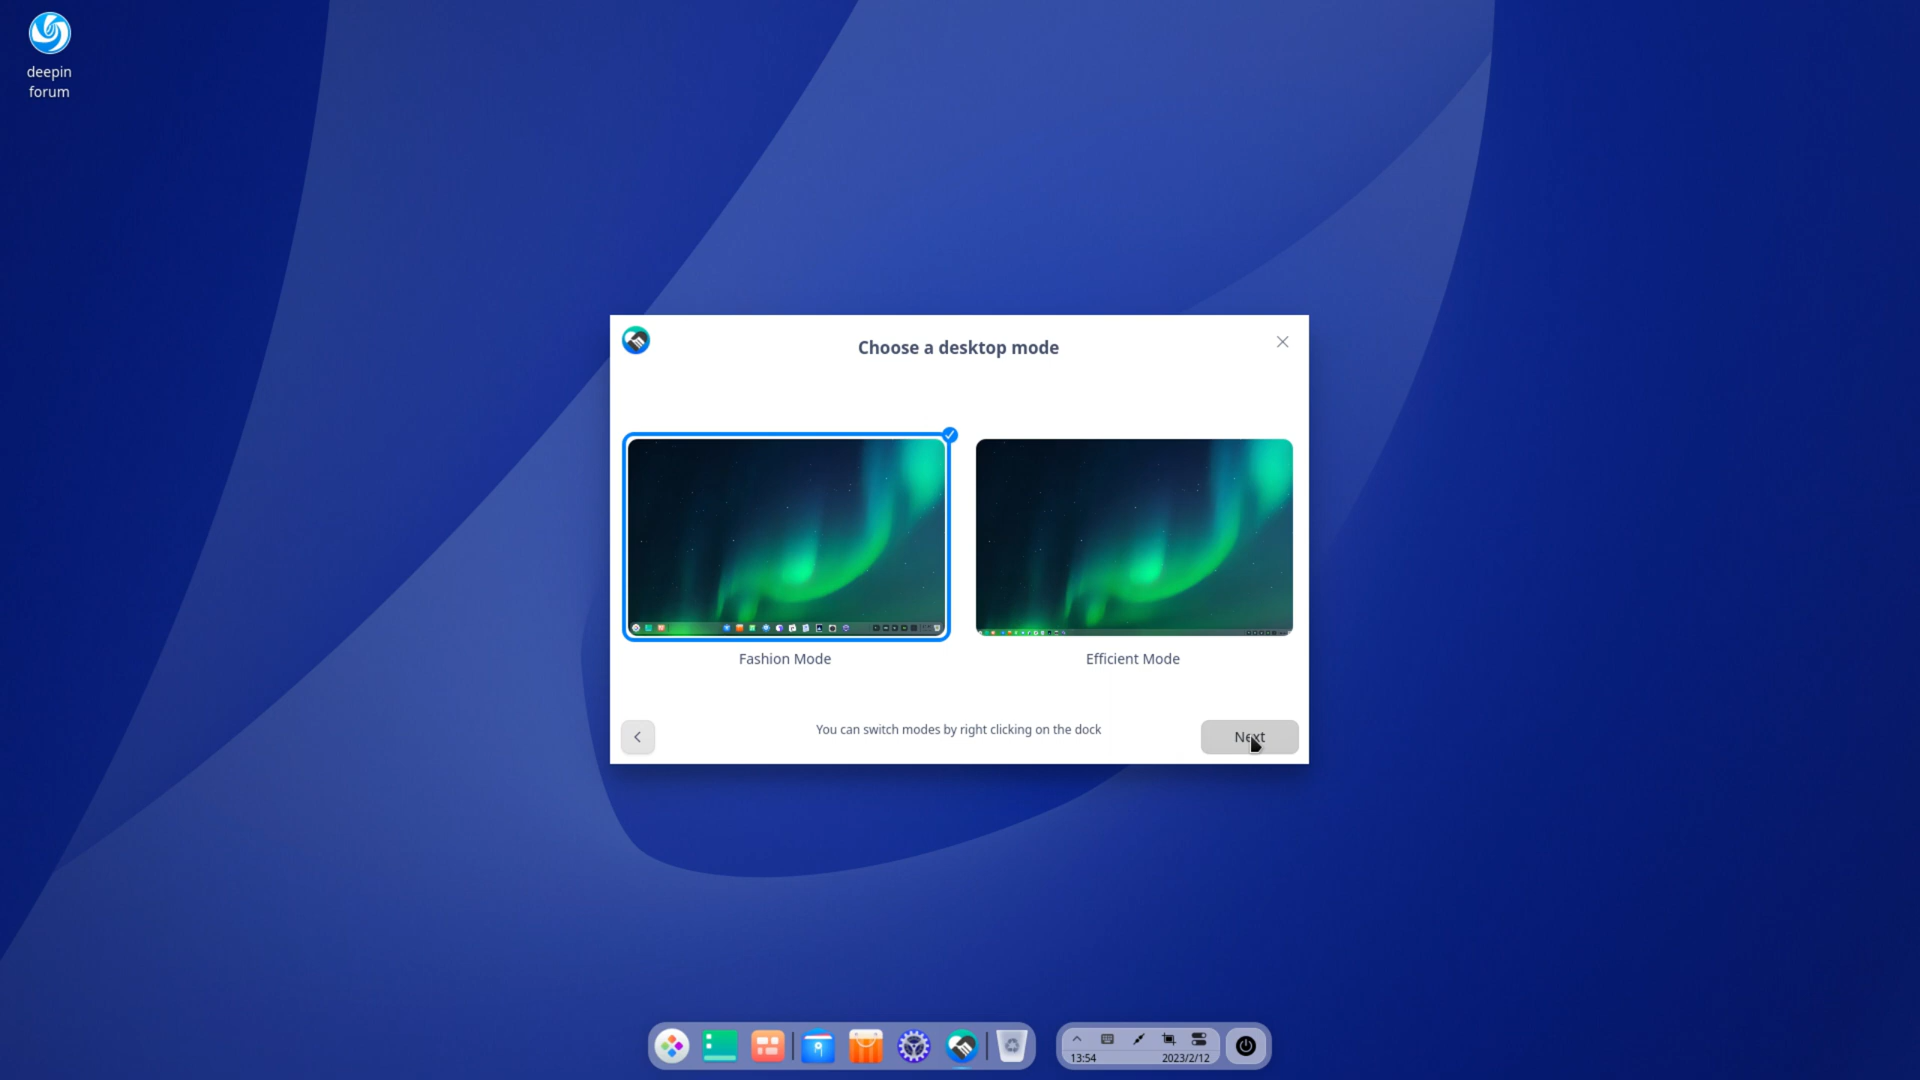 deepin
forum
Choose a desktop mode
Fashion Mode
Efficient Mode
You can switch modes by right clicking on the dock
Next
13:54
2023/2/12